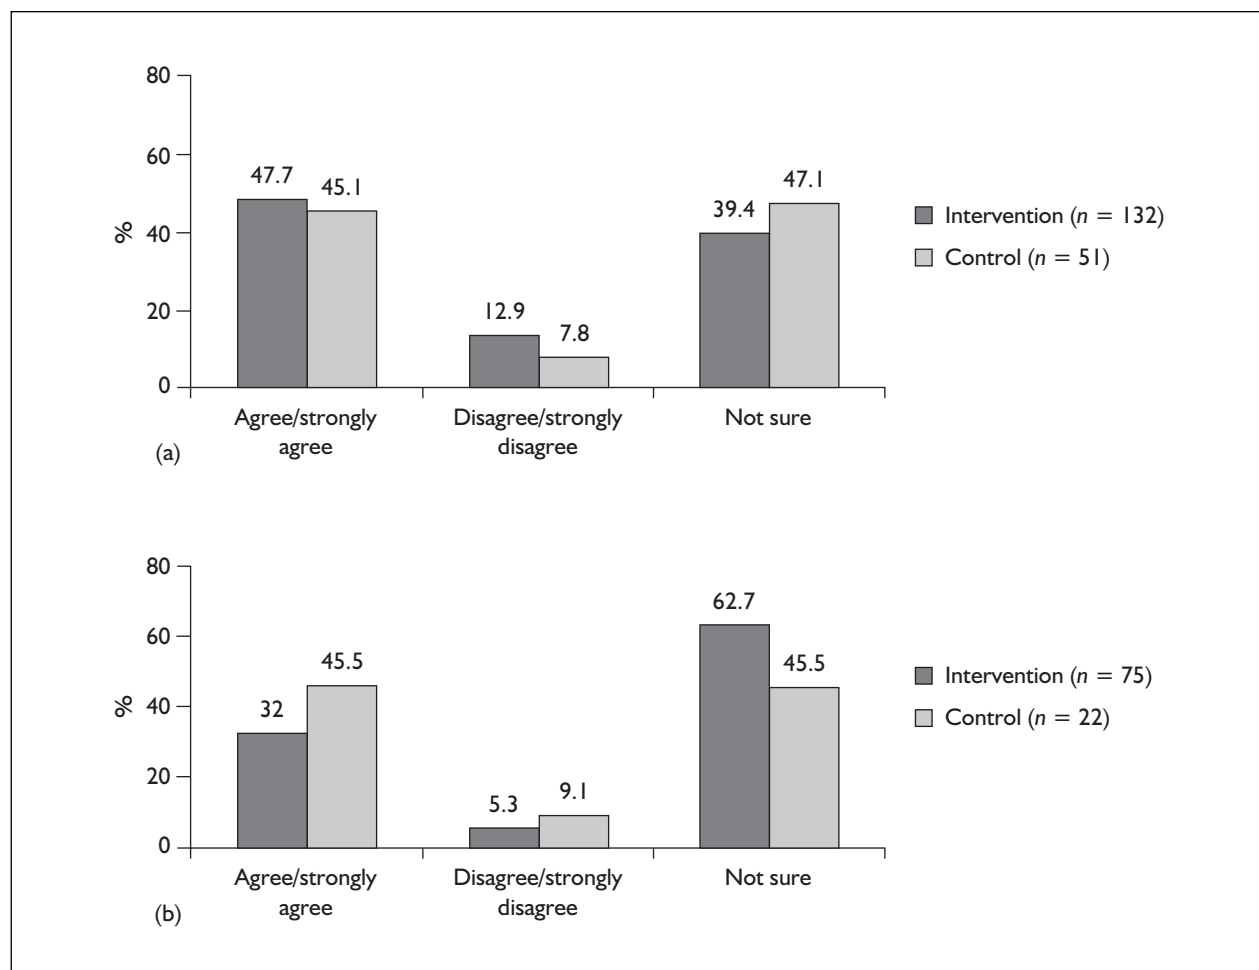 80
60
40
20
0
%
47.7
45.1
12.9
7.8
39.4
47.1
Agree/strongly
agree
Disagree/strongly
disagree
Not sure
Intervention (n = 132)
Control (n = 51)
(a)
80
60
40
20
0
%
32
45.5
5.3
9.1
62.7
45.5
Agree/strongly
agree
Disagree/strongly
disagree
Not sure
Intervention (n = 75)
Control (n = 22)
(b)